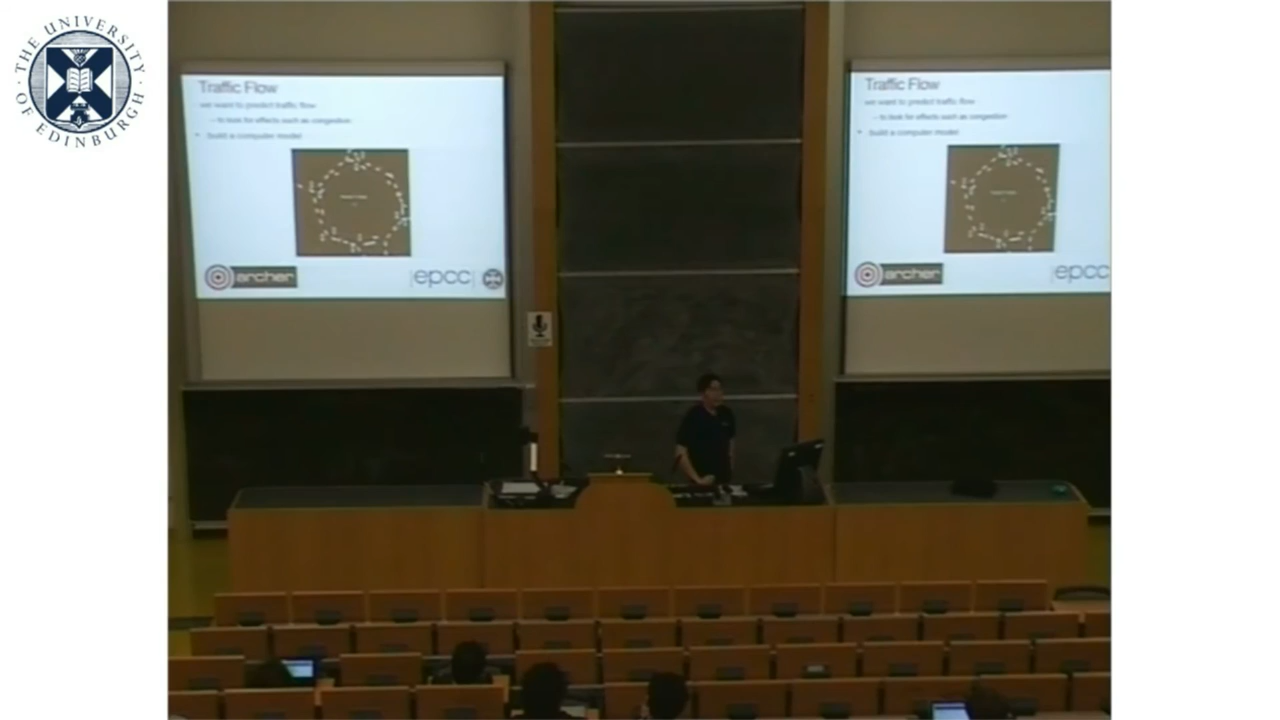 THE UNIVERSITY OF EDINBURGH
Traffic Flow
we want to predict traffic flow
– to look for effects such as congestion
• build a computer model
archer
epcc
Traffic Flow
we want to predict traffic flow
– to look for effects such as congestion
• build a computer model
archer
epcc